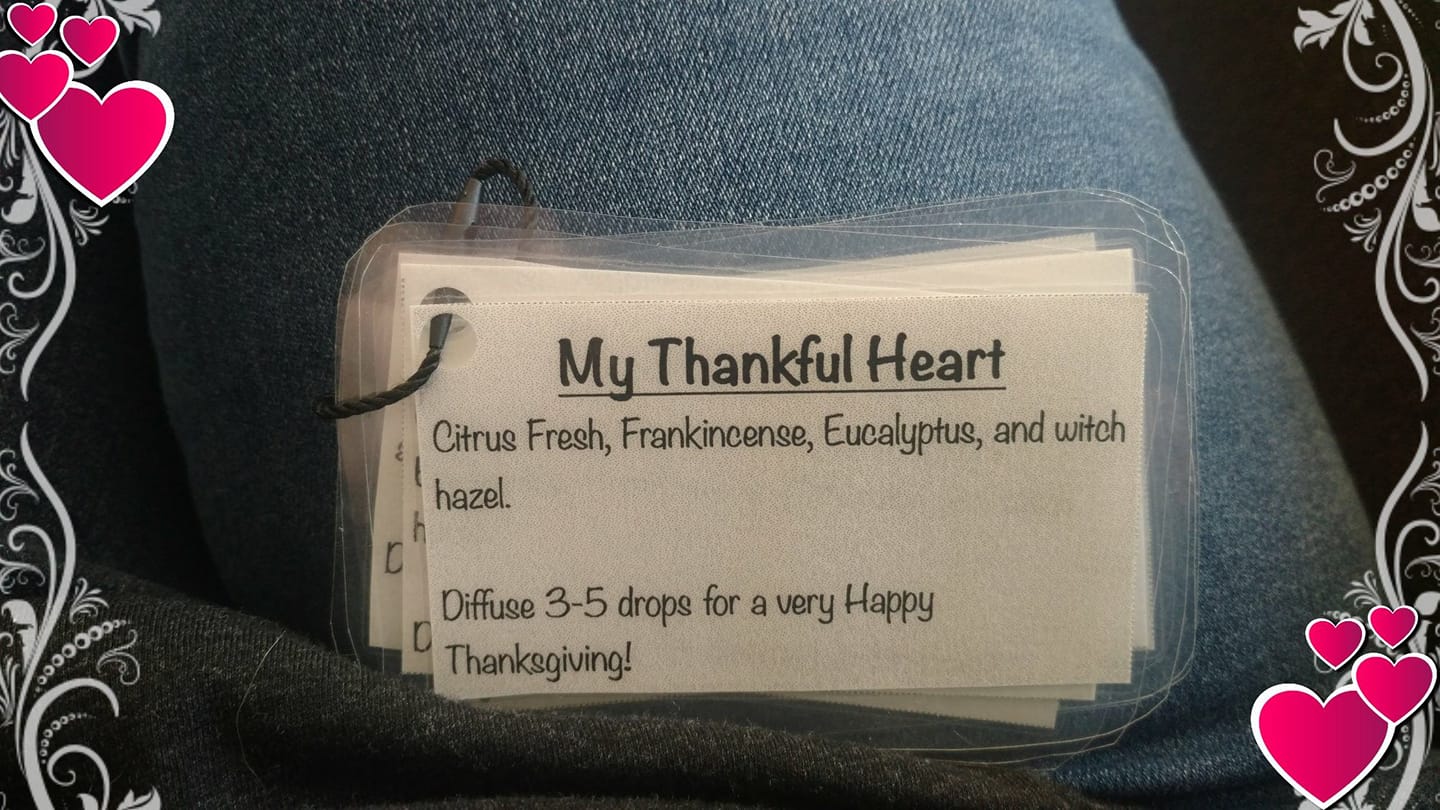 My Thankful Heart
Citrus Fresh, Frankincense, Eucalyptus, and witch
hazel.
Diffuse 3-5 drops for a very Happy
Thanksgiving!